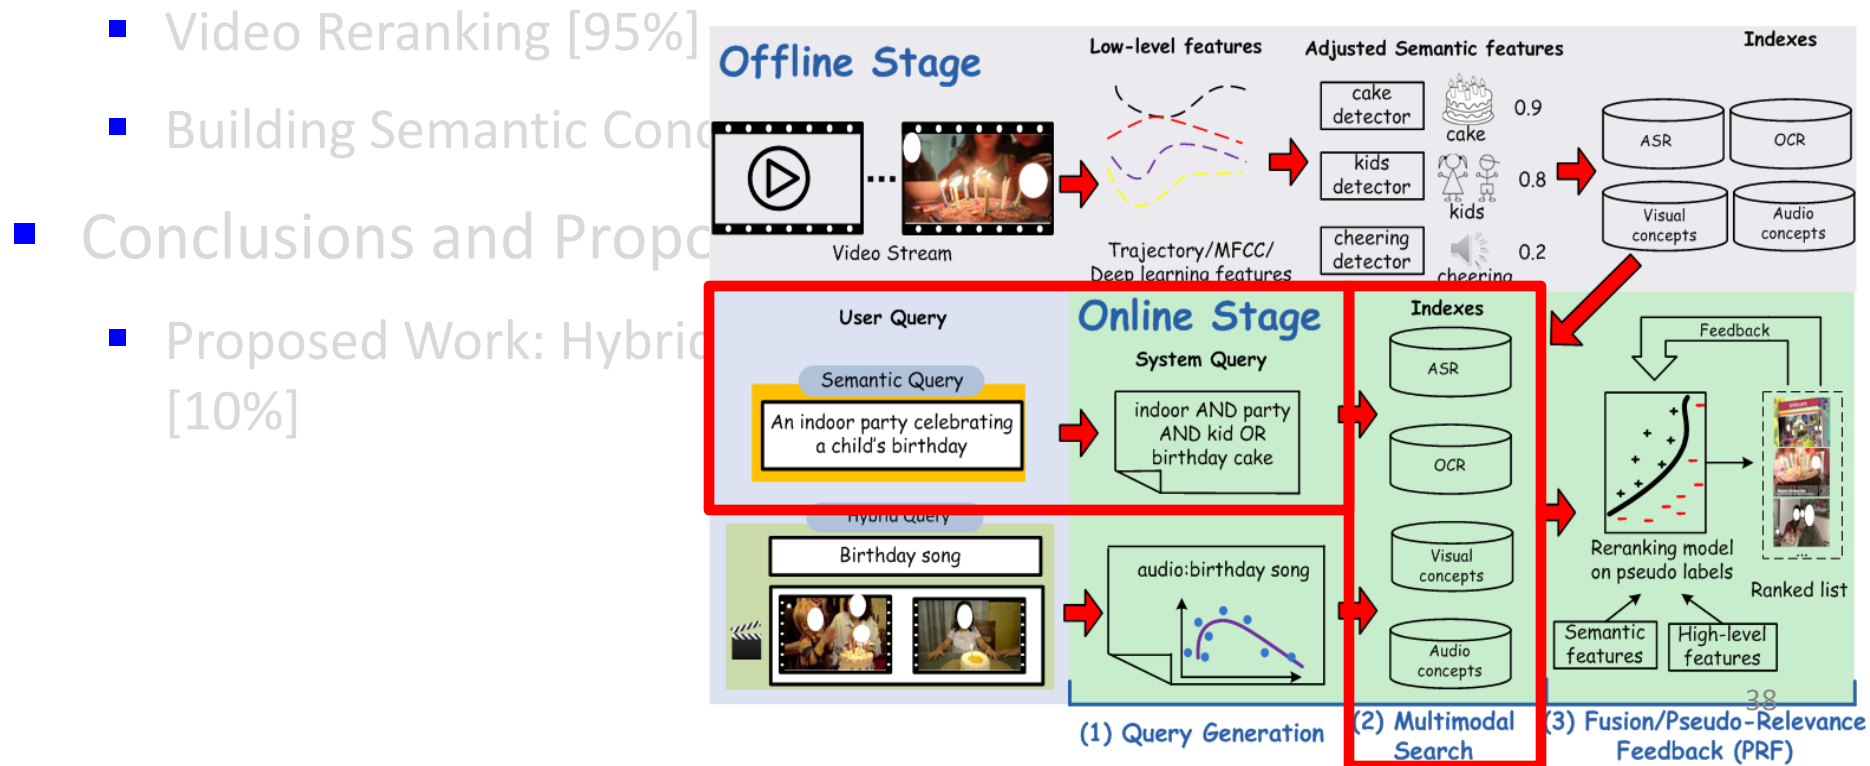 Video Reranking [95%]
Building Semantic Conc
Conclusions and Propo
Proposed Work: Hybrid
[10%]
Offline Stage
Low-level features
Adjusted Semantic features
Indexes
Video Stream
Trajectory/MFCC/
Deep learning features
cake
detector
cake
0.9
kids
detector
kids
0.8
cheering
detector
cheering
0.2
ASR
OCR
Visual
concepts
Audio
concepts
User Query
Online Stage
System Query
Semantic Query
An indoor party celebrating
a child's birthday
indoor AND party
AND kid OR
birthday cake
Hybrid Query
Birthday song
audio:birthday song
Indexes
ASR
OCR
Visual
concepts
Audio
concepts
Feedback
Reranking model
on pseudo labels
Ranked list
...
Semantic
features
High-level
features
38
(1) Query Generation
(2) Multimodal
Search
(3) Fusion/Pseudo-Relevance
Feedback (PRF)